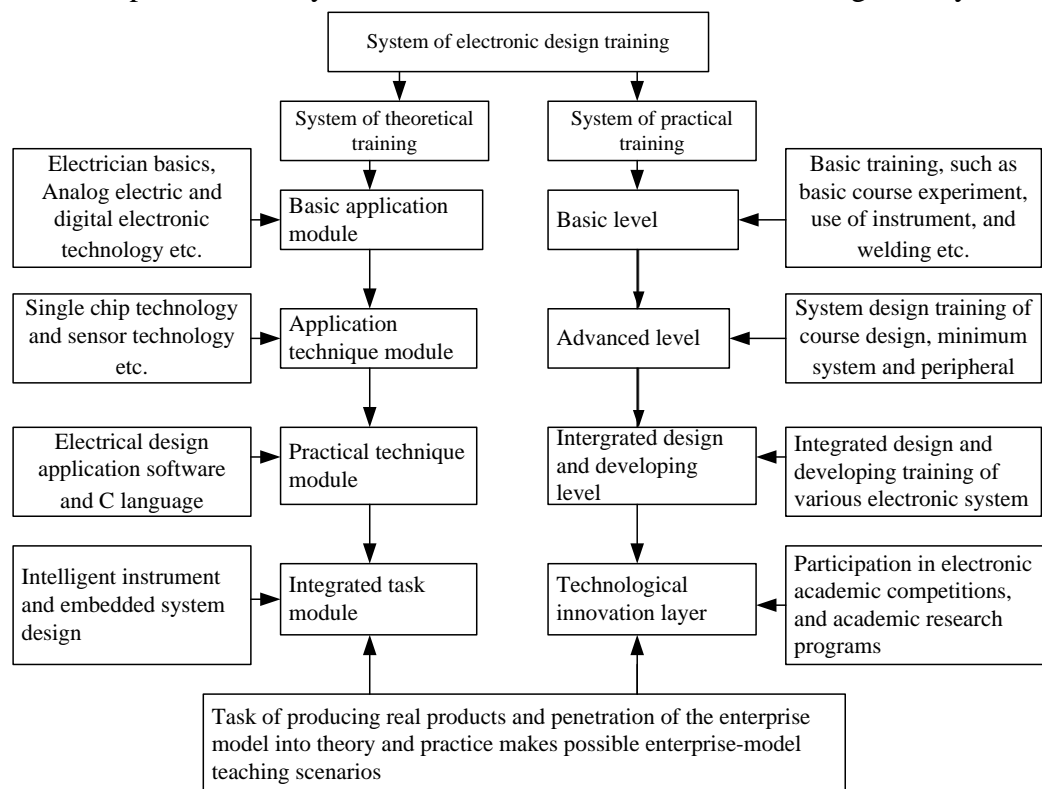 System of electronic design training
System of theoretical
training
System of practical
training
Electrician basics,
Analog electric and
digital electronic
technology etc.
Basic application
module
Basic level
Basic training, such as
basic course experiment,
use of instrument, and
welding etc.
Single chip technology
and sensor technology
etc.
Application
technique module
Advanced level
System design training of
course design, minimum
system and peripheral
Electrical design
application software
and C language
Practical technique
module
Intergrated design
and developing
level
Integrated design and
developing training of
various electronic system
Intelligent instrument
and embedded system
design
Integrated task
module
Technological
innovation layer
Participation in electronic
academic competitions,
and academic research
programs
Task of producing real products and penetration of the enterprise
model into theory and practice makes possible enterprise-model
teaching scenarios